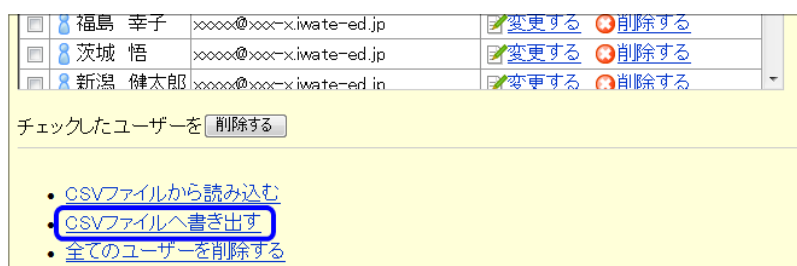 福島 幸子 xxxxx@xxx-x.iwate-ed.jp 変更する 削除する
茨城 悟 xxxxx@xxx-x.iwate-ed.jp 変更する 削除する
新潟 健太郎 xxxxx@xxx-x.iwate-ed.jp 変更する 削除する
チェックしたユーザーを 削除する
CSVファイルから読み込む
CSVファイルへ書き出す
全てのユーザーを削除する